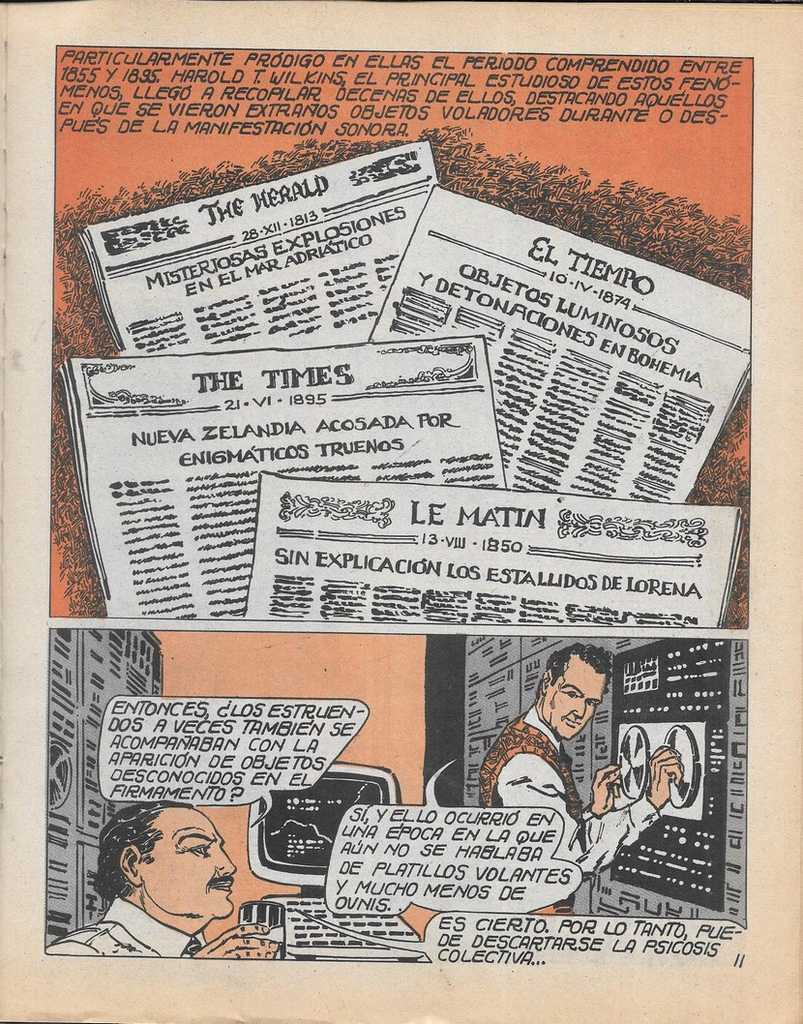 PARTICULARMENTE PRÓDIGO EN ELLAS EL PERIODO COMPRENDIDO ENTRE
1855 Y 1895. HAROLD T. WILKINS, EL PRINCIPAL ESTUDIOSO DE ESTOS FENÓ-
MENOS, LLEGÓ A RECOPILAR DECENAS DE ELLOS, DESTACANDO AQUÉLLOS
EN QUE SE VIERON EXTRAÑOS OBJETOS VOLADORES DURANTE O DES-
PUÉS DE LA MANIFESTACIÓN SONORA.
THE HERALD
28-XII-1813
MISTERIOSAS EXPLOSIONES
EN EL MAR ADRIÁTICO
EL TIEMPO
10-IV-1874
OBJETOS LUMINOSOS
Y DETONACIONES EN BOHEMIA
THE TIMES
21-VI-1895
NUEVA ZELANDIA ACOSADA POR
ENIGMÁTICOS TRUENOS
LE MATIN
13-VIII-1850
SIN EXPLICACIÓN LOS ESTALLIDOS DE LORENA
ENTONCES, ¿LOS ESTRUEN-
DOS A VECES TAMBIÉN SE
ACOMPAÑABAN CON LA
APARICIÓN DE OBJETOS
DESCONOCIDOS EN EL
FIRMAMENTO?
SÍ, Y ELLO OCURRIÓ EN
UNA ÉPOCA EN LA QUE
AÚN NO SE HABLABA
DE PLATILLOS VOLANTES
Y MUCHO MENOS DE
OVNIS.
ES CIERTO. POR LO TANTO, PUE-
DE DESCARTARSE LA PSICOSIS
COLECTIVA...
11